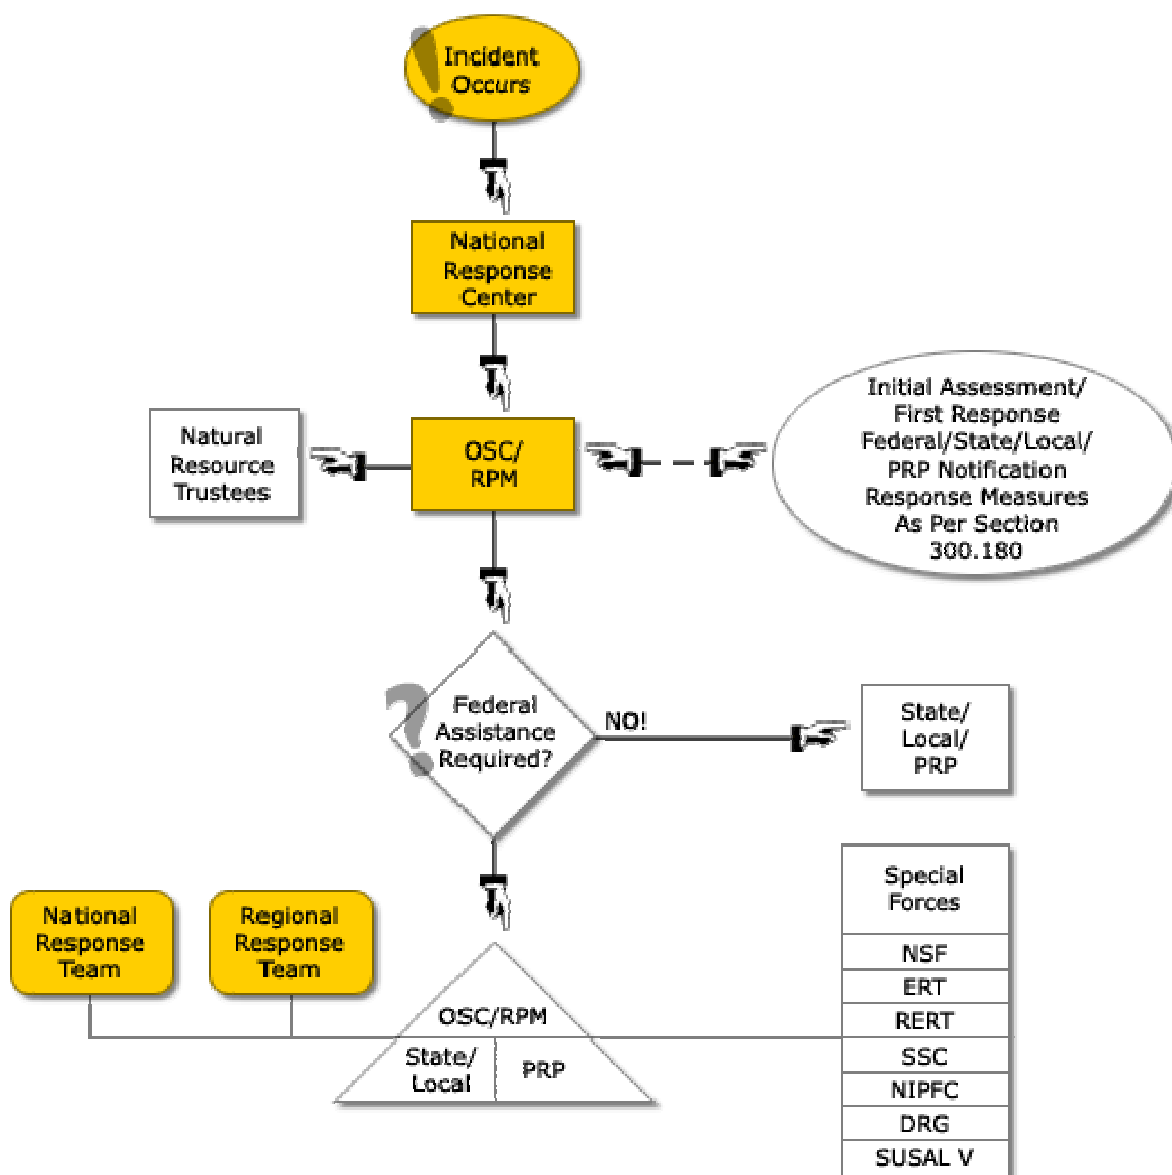 Incident
Occurs
National
Response
Center
Natural
Resource
Trustees
OSC/
RPM
Initial Assessment/
First Response
Federal/State/Local/
PRP Notification
Response Measures
As Per Section
300.180
Federal
Assistance
Required?
NO!
State/
Local/
PRP
National
Response
Team
Regional
Response
Team
OSC/RPM
State/
Local
PRP
Special
Forces
NSF
ERT
RERT
SSC
NIPFC
DRG
SUSAL V